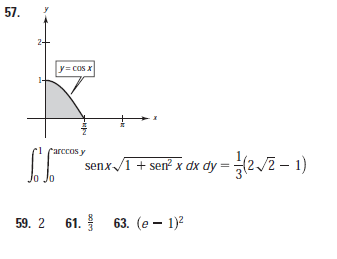 57.
y
2
y = cos x
1
x
π/2
π
∫₀¹ ∫₀^{arccos y} senx√(1 + sen² x) dx dy = 1/3(2√2 − 1)
59. 2 61. 8/3 63. (e − 1)²